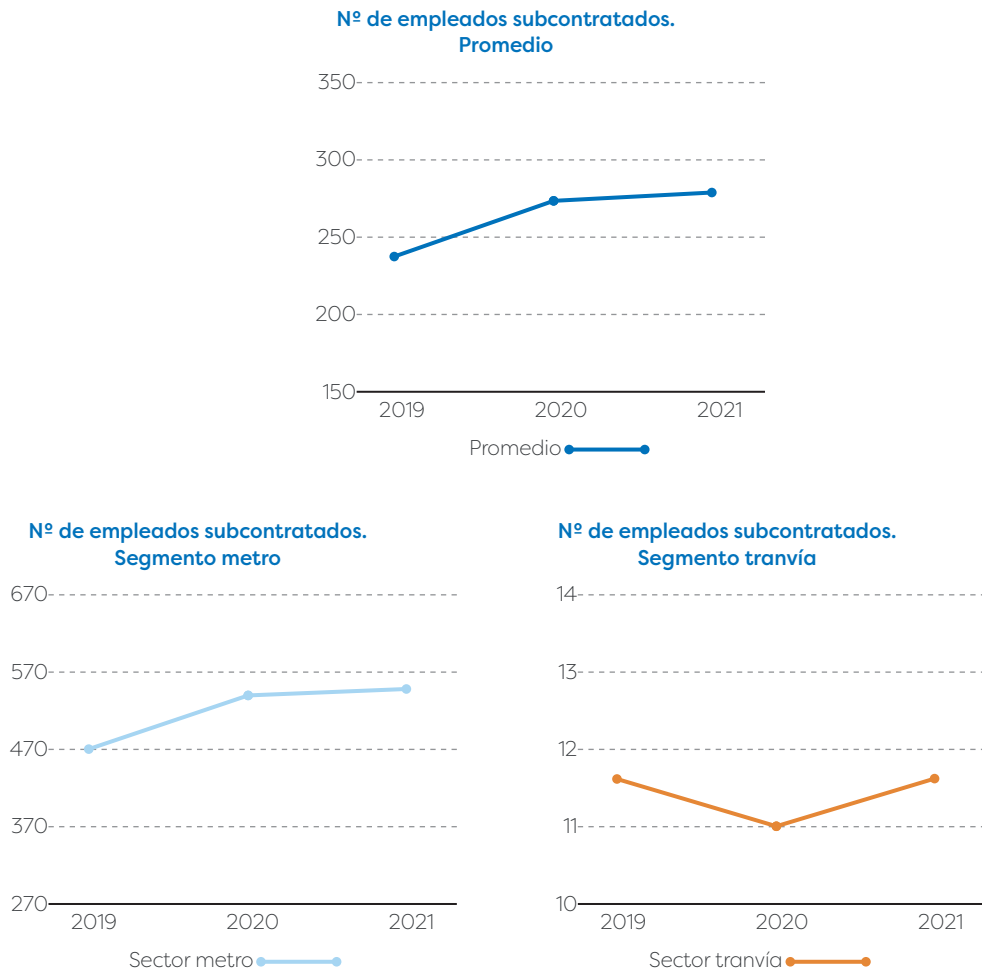 Nº de empleados subcontratados.
Promedio
350
300
250
200
150
2019 2020 2021
Promedio
Nº de empleados subcontratados.
Segmento metro
670
570
470
370
270
2019 2020 2021
Sector metro
Nº de empleados subcontratados.
Segmento tranvía
14
13
12
11
10
2019 2020 2021
Sector tranvía